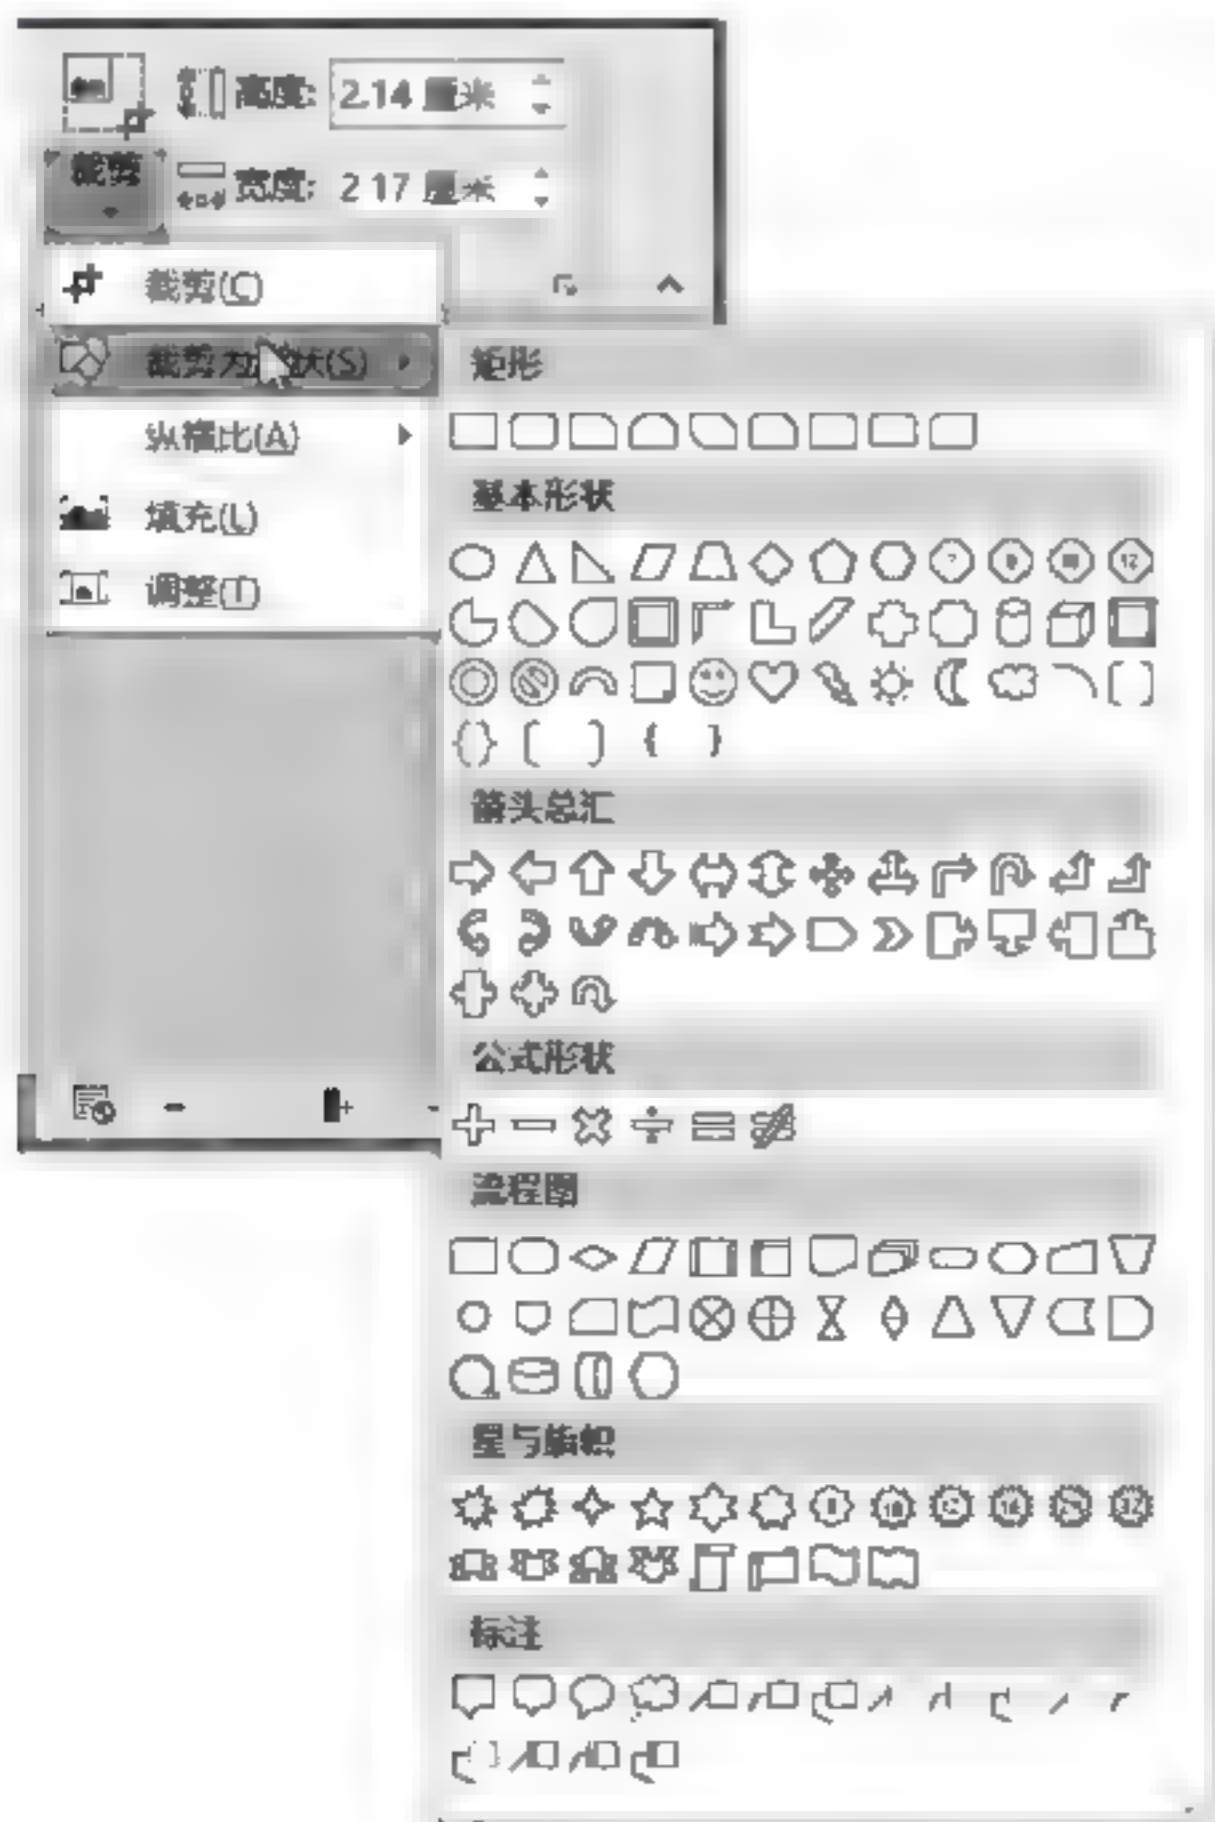 高度: 2.14 厘米
裁剪
宽度: 2 17 厘米
裁剪(C)
裁剪为形状(S)
纵横比(A)
填充(L)
调整(T)
矩形
基本形状
箭头总汇
公式形状
流程图
星与旗帜
标注